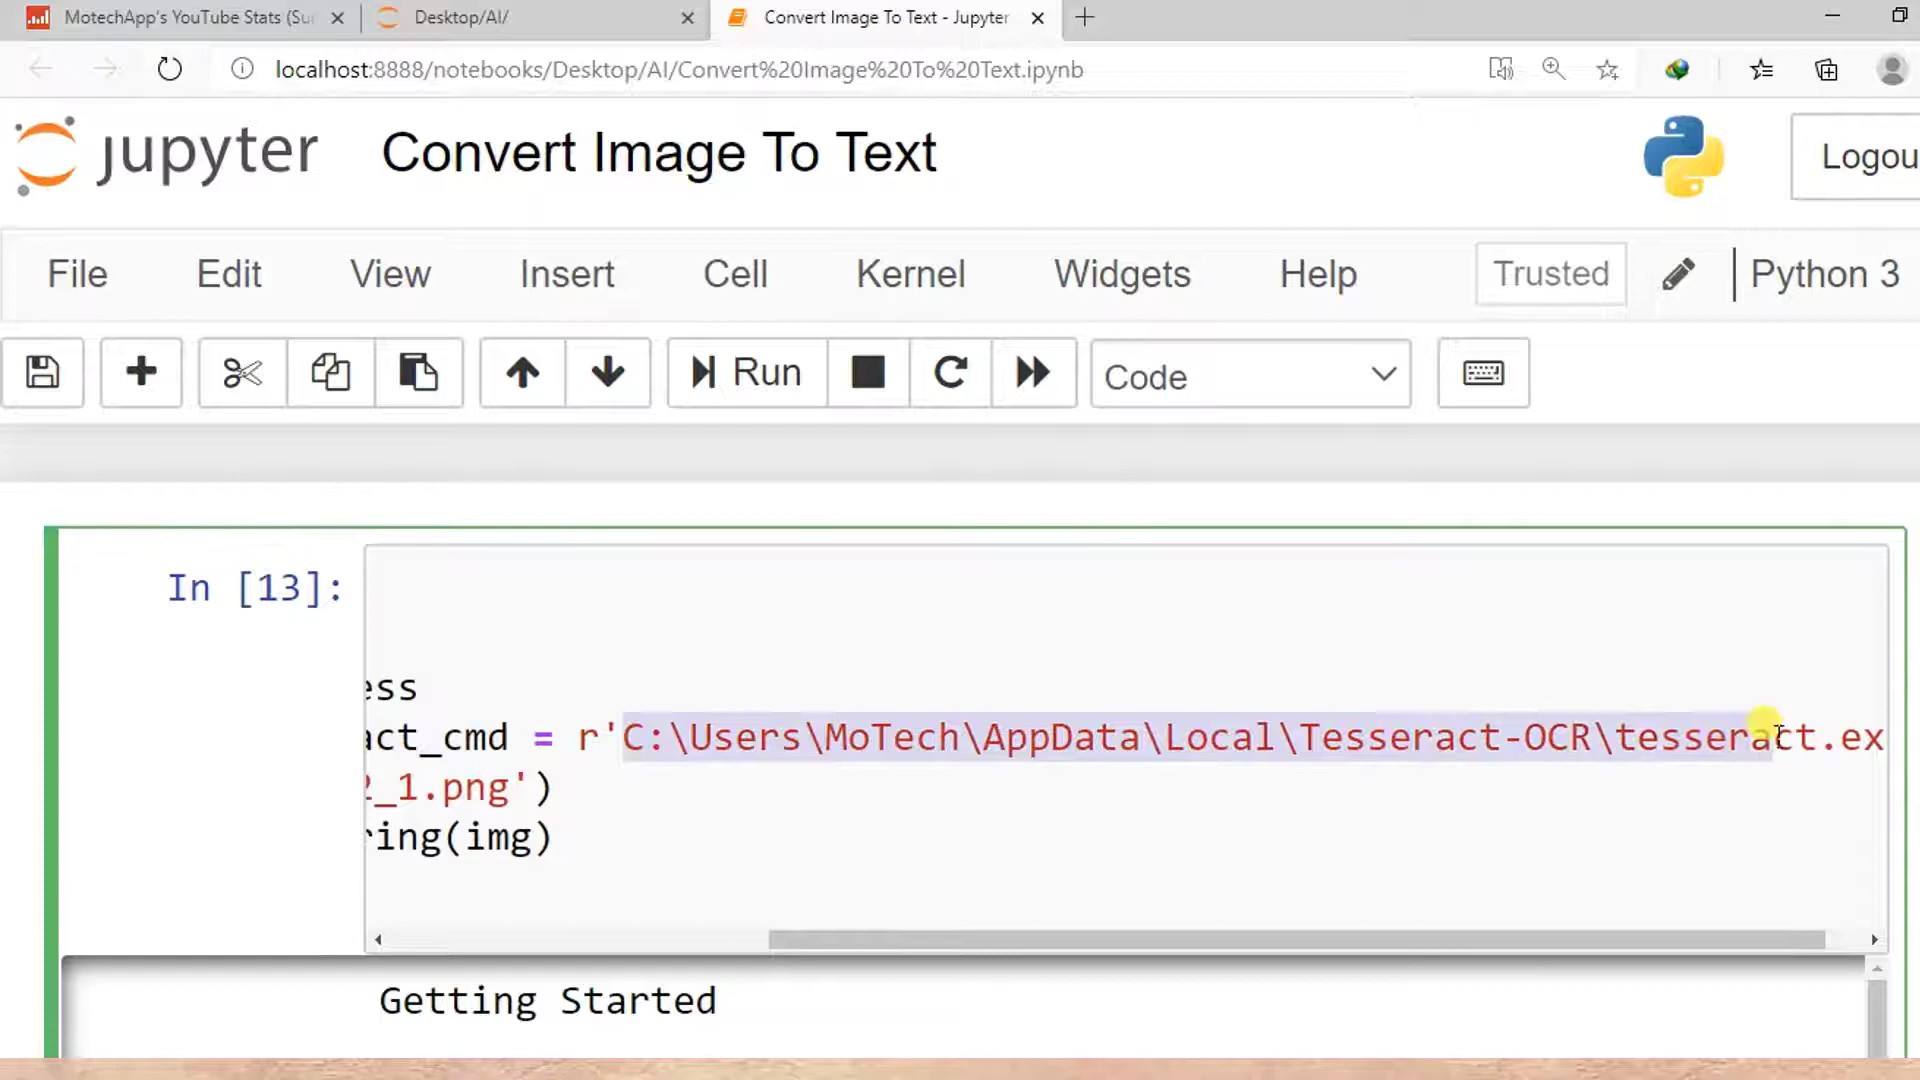 MotechApp's YouTube Stats (Su
Desktop/AI/
Convert Image To Text - Jupyter
localhost:8888/notebooks/Desktop/AI/Convert%20Image%20To%20Text.ipynb
jupyter
Convert Image To Text
Logou
File
Edit
View
Insert
Cell
Kernel
Widgets
Help
Trusted
Python 3
Run
Code
In [13]:
ess
act_cmd = r'C:\Users\MoTech\AppData\Local\Tesseract-OCR\tesseract.ex
2_1.png')
ring(img)
Getting Started